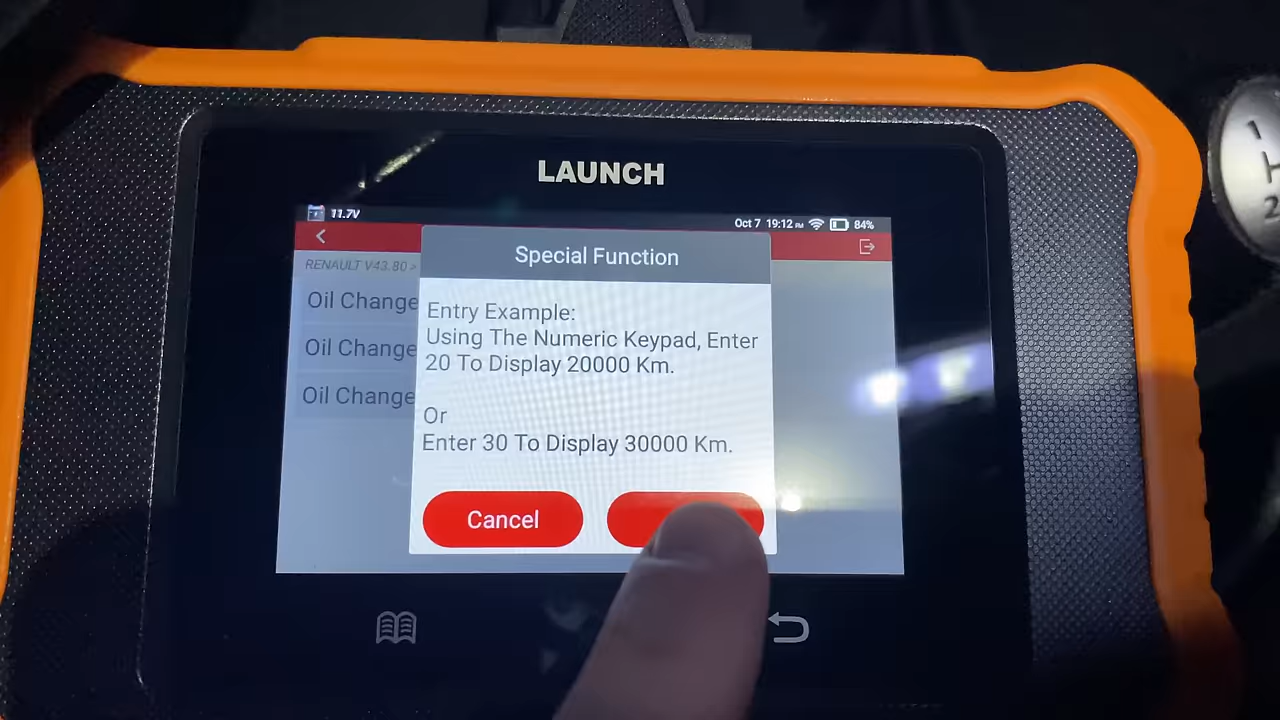 LAUNCH
11.7V
Oct 7 19:12 84%
Special Function
RENAULT V43.80 >
Oil Change
Oil Change
Oil Change
Entry Example:
Using The Numeric Keypad, Enter
20 To Display 20000 Km.
Or
Enter 30 To Display 30000 Km.
Cancel
1
2